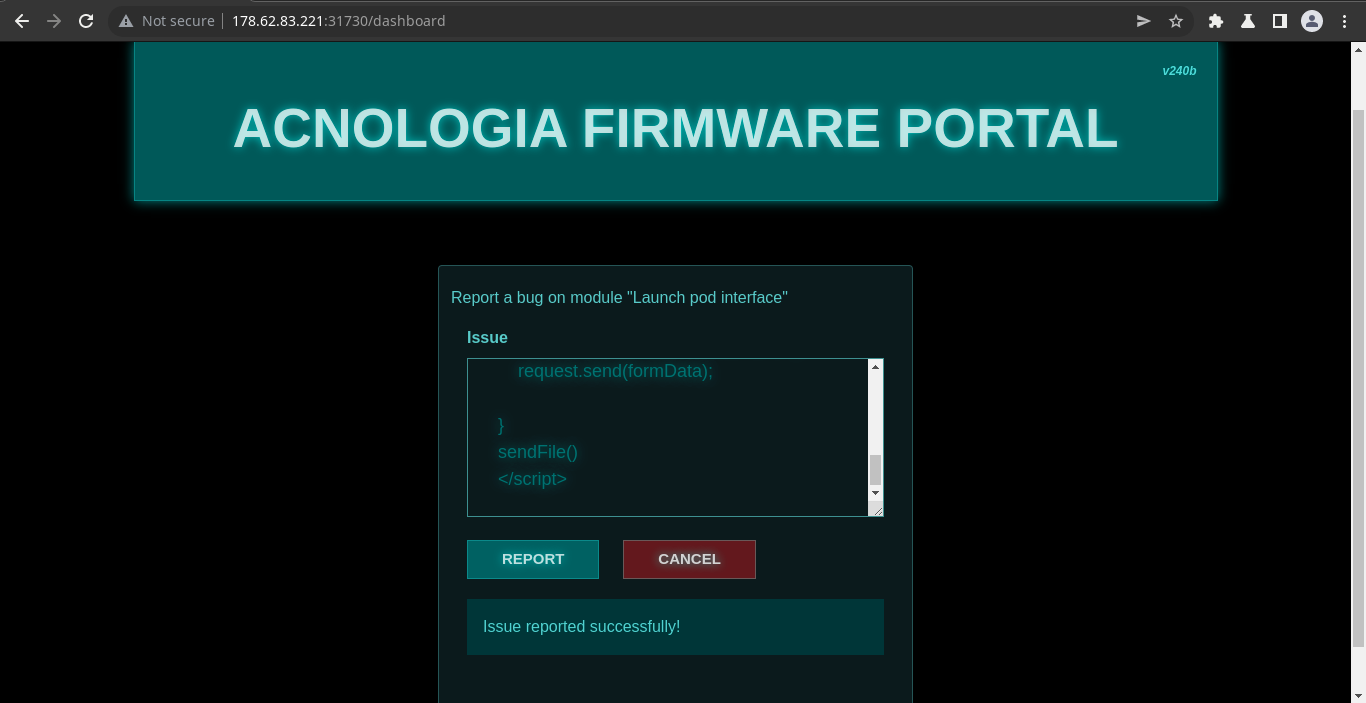 Not secure | 178.62.83.221:31730/dashboard
v240b
ACNOLOGIA FIRMWARE PORTAL
Report a bug on module "Launch pod interface"
Issue
request.send(formData);
}
sendFile()
</script>
REPORT CANCEL
Issue reported successfully!